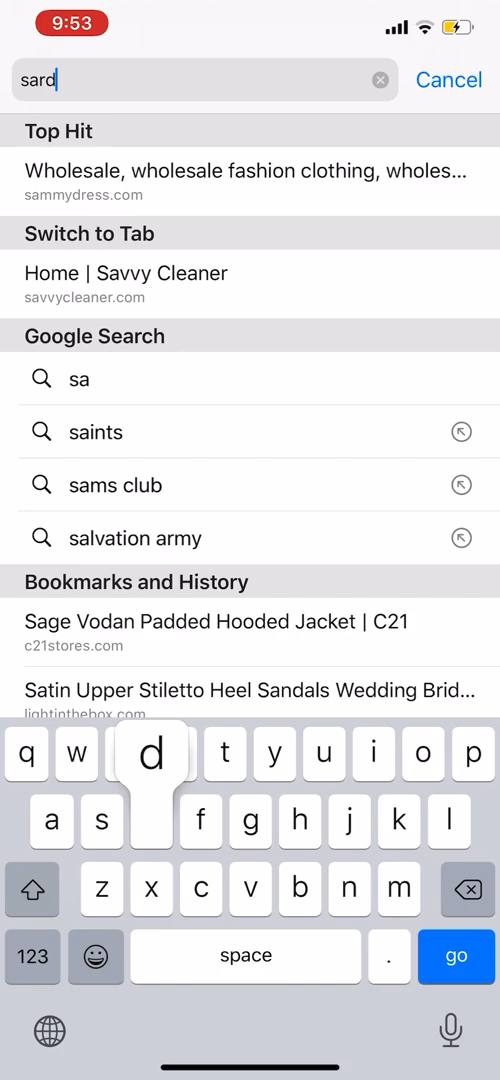 9:53
sard
Cancel
Top Hit
Wholesale, wholesale fashion clothing, wholes...
sammydress.com
Switch to Tab
Home | Savvy Cleaner
savvycleaner.com
Google Search
sa
saints
sams club
salvation army
Bookmarks and History
Sage Vodan Padded Hooded Jacket | C21
c21stores.com
Satin Upper Stiletto Heel Sandals Wedding Brid...
lightinthebox.com
q w d t y u i o p
a s f g h j k l
z x c v b n m
123 space . go